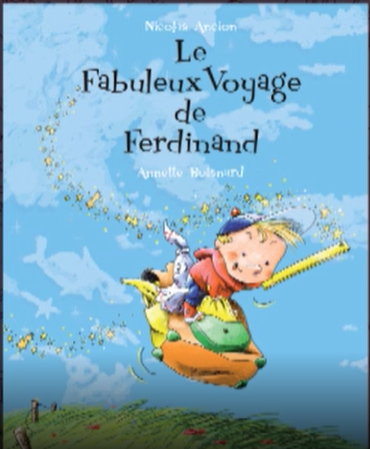 Nicolas Ancion
Le
Fabuleux Voyage
de
Ferdinand
Annette Boisnard